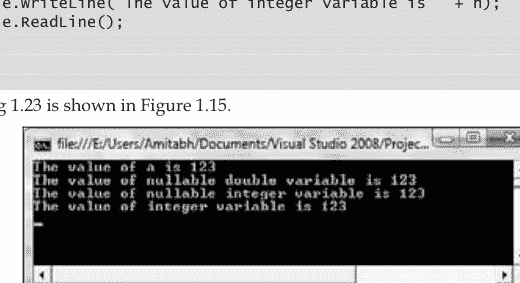 e.WriteLine( The value of integer variable is + n);
e.ReadLine();
g 1.23 is shown in Figure 1.15.
file:///E:/Users/Amitabh/Documents/Visual Studio 2008/Projec...
The value of a is 123
The value of nullable double variable is 123
The value of nullable integer variable is 123
The value of integer variable is 123